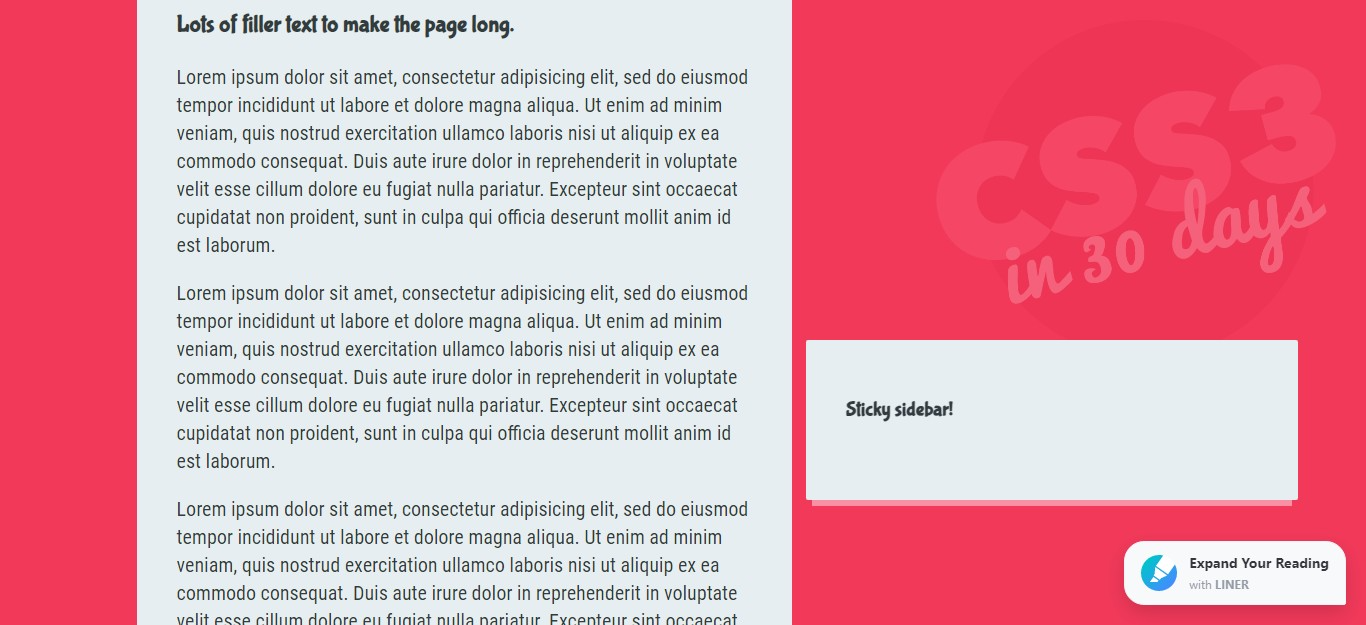 Lots of filler text to make the page long.
Lorem ipsum dolor sit amet, consectetur adipisicing elit, sed do eiusmod
tempor incididunt ut labore et dolore magna aliqua. Ut enim ad minim
veniam, quis nostrud exercitation ullamco laboris nisi ut aliquip ex ea
commodo consequat. Duis aute irure dolor in reprehenderit in voluptate
velit esse cillum dolore eu fugiat nulla pariatur. Excepteur sint occaecat
cupidatat non proident, sunt in culpa qui officia deserunt mollit anim id
est laborum.
Lorem ipsum dolor sit amet, consectetur adipisicing elit, sed do eiusmod
tempor incididunt ut labore et dolore magna aliqua. Ut enim ad minim
veniam, quis nostrud exercitation ullamco laboris nisi ut aliquip ex ea
commodo consequat. Duis aute irure dolor in reprehenderit in voluptate
velit esse cillum dolore eu fugiat nulla pariatur. Excepteur sint occaecat
cupidatat non proident, sunt in culpa qui officia deserunt mollit anim id
est laborum.
Lorem ipsum dolor sit amet, consectetur adipisicing elit, sed do eiusmod
tempor incididunt ut labore et dolore magna aliqua. Ut enim ad minim
veniam, quis nostrud exercitation ullamco laboris nisi ut aliquip ex ea
commodo consequat. Duis aute irure dolor in reprehenderit in voluptate
velit esse cillum dolore eu fugiat nulla pariatur. Excepteur sint occaecat
CSS3
in 30 days
Sticky sidebar!
Expand Your Reading
with LINER